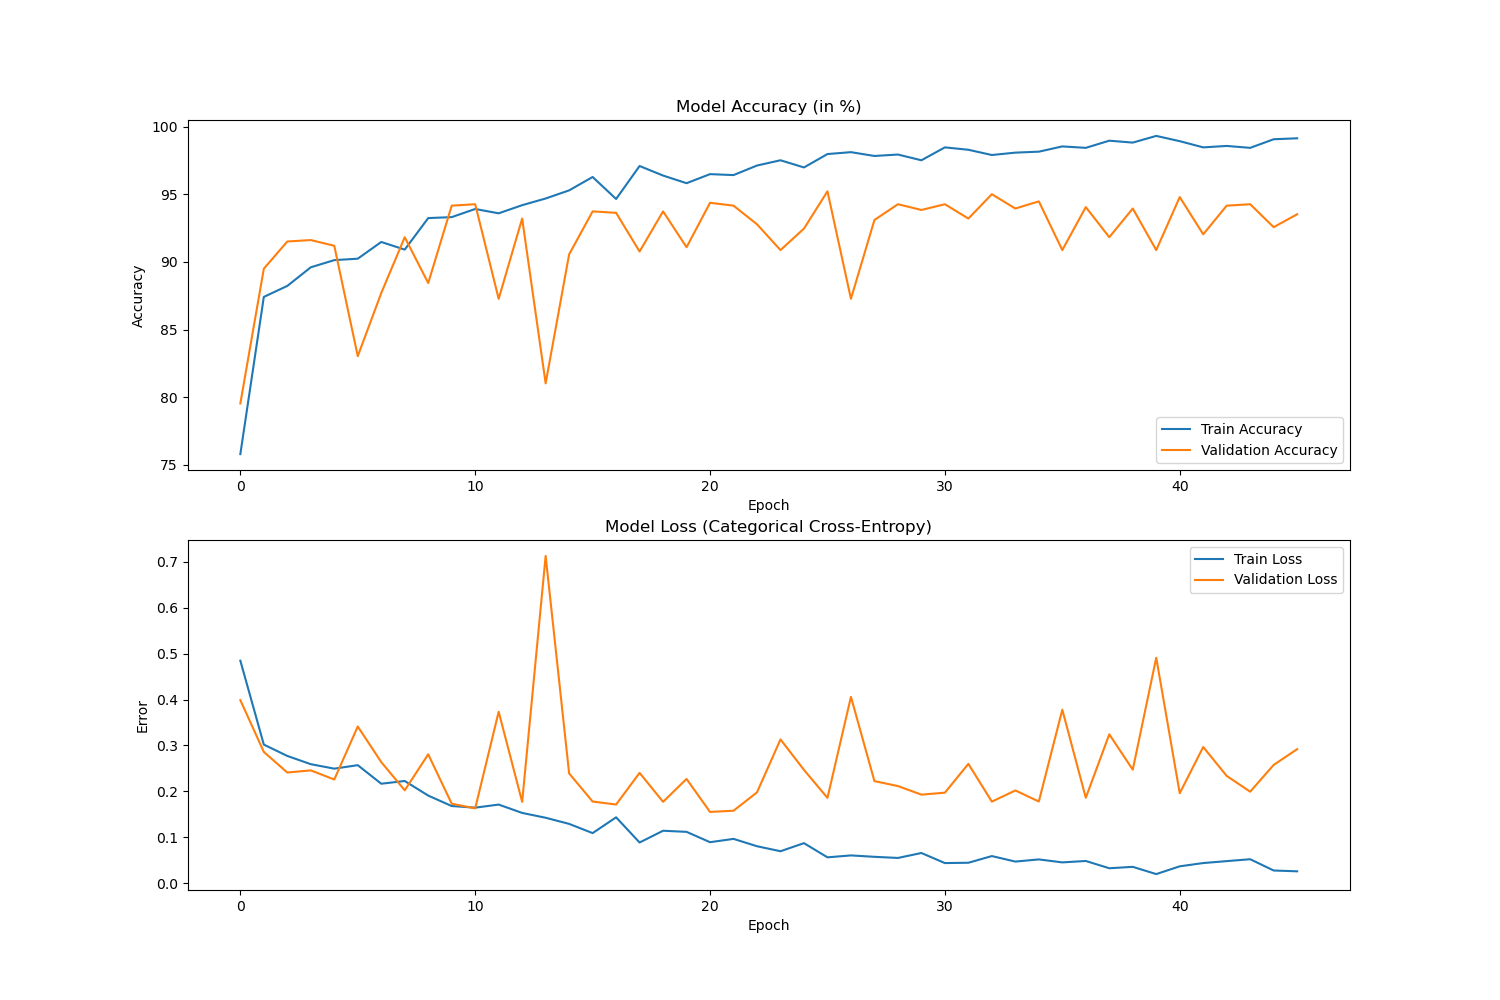 Model Accuracy (in %)
100
95
90
85
80
75
Accuracy
Train Accuracy
Validation Accuracy
0 10 20 30 40
Epoch
Model Loss (Categorical Cross-Entropy)
0.7
0.6
0.5
0.4
0.3
0.2
0.1
0.0
Error
Train Loss
Validation Loss
0 10 20 30 40
Epoch